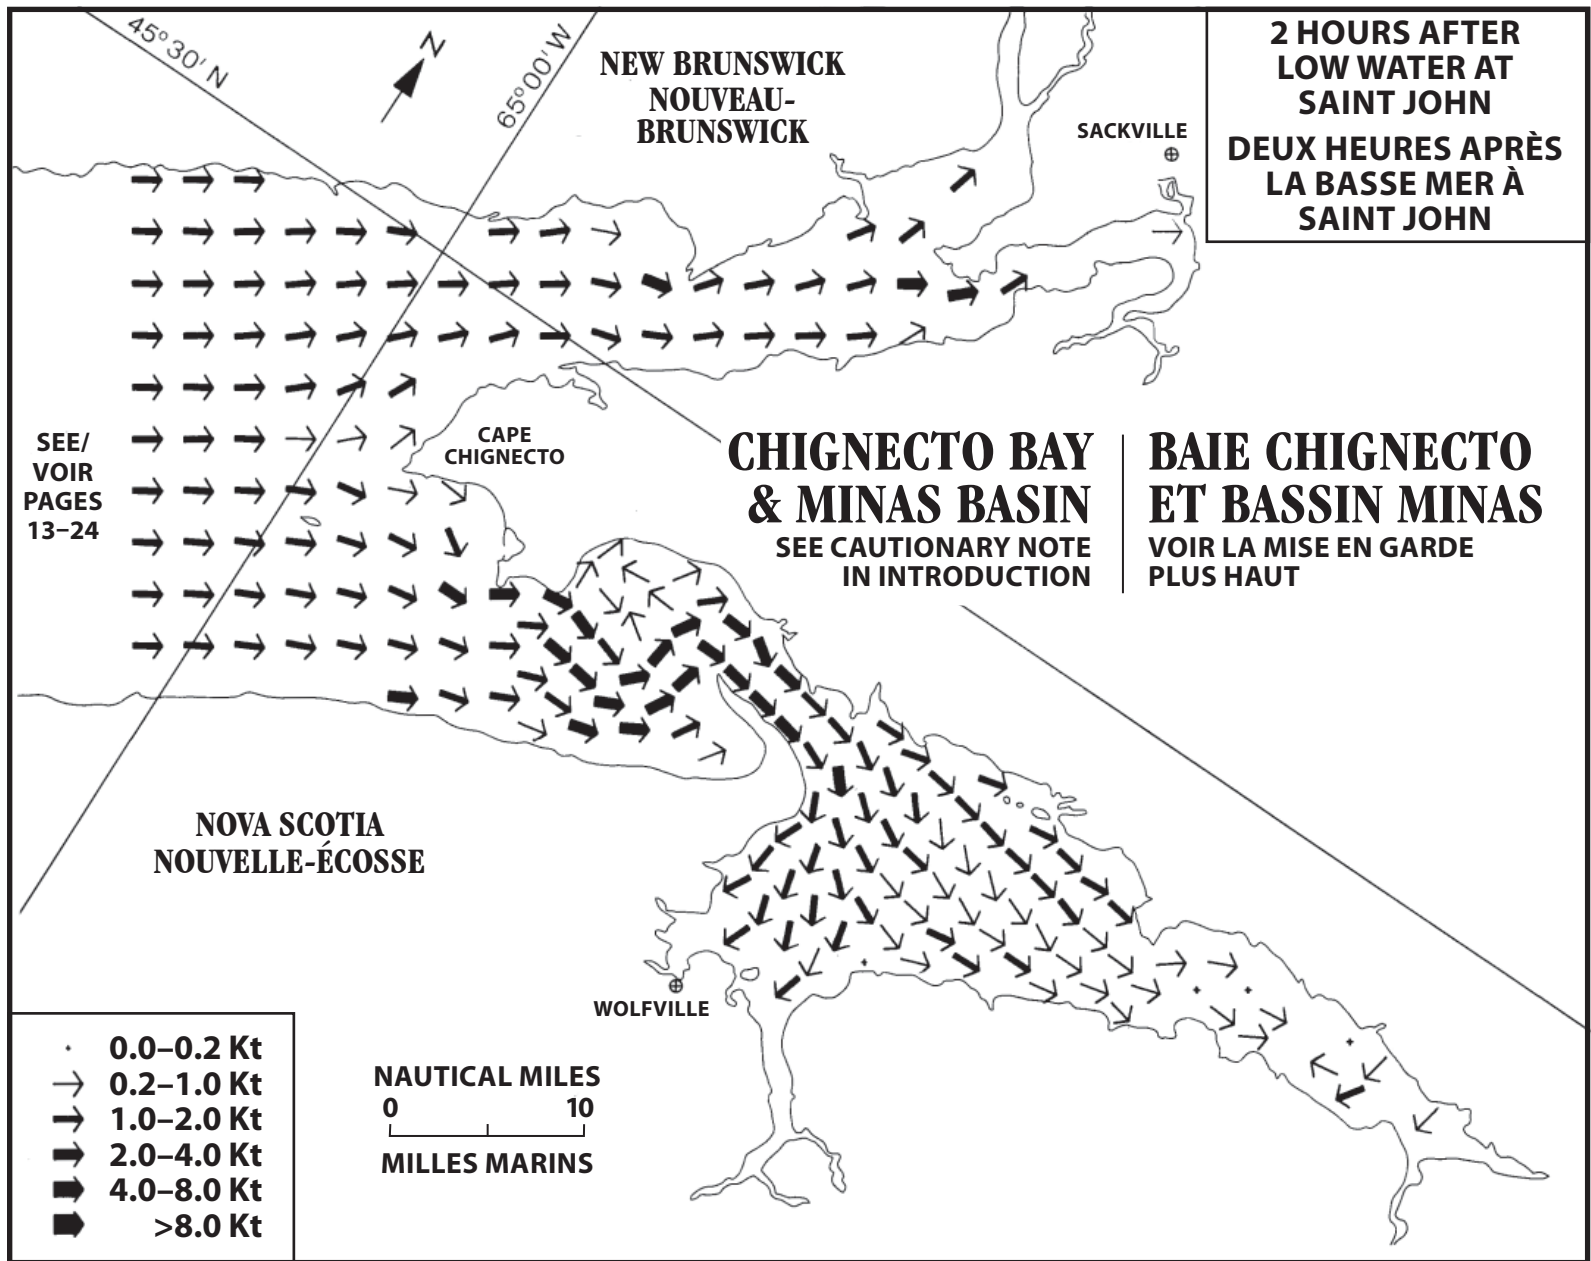 45°30′ N
N
65°00′ W
NEW BRUNSWICK
NOUVEAU-
BRUNSWICK
SACKVILLE
2 HOURS AFTER
LOW WATER AT
SAINT JOHN
DEUX HEURES APRÈS
LA BASSE MER À
SAINT JOHN
SEE/
VOIR
PAGES
13–24
CAPE
CHIGNECTO
CHIGNECTO BAY
& MINAS BASIN
SEE CAUTIONARY NOTE
IN INTRODUCTION
BAIE CHIGNECTO
ET BASSIN MINAS
VOIR LA MISE EN GARDE
PLUS HAUT
NOVA SCOTIA
NOUVELLE-ÉCOSSE
WOLFVILLE
0.0–0.2 Kt
0.2–1.0 Kt
1.0–2.0 Kt
2.0–4.0 Kt
4.0–8.0 Kt
>8.0 Kt
NAUTICAL MILES
0 10
MILLES MARINS